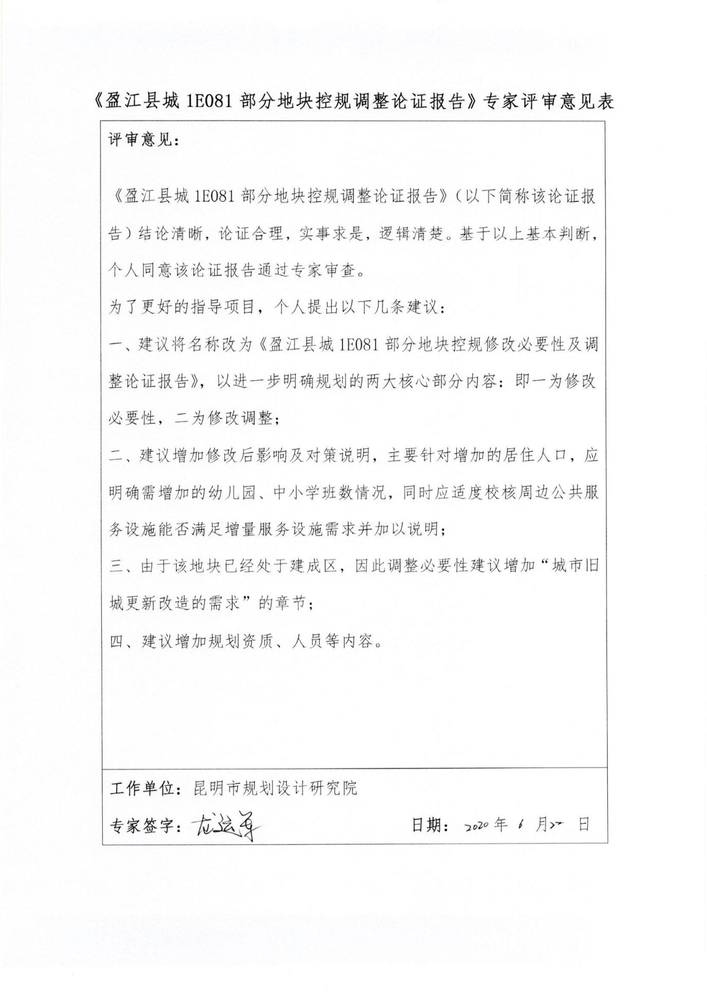 《盈江县城 1E081 部分地块控规调整论证报告》专家评审意见表
评审意见：
《盈江县城 1E081 部分地块控规调整论证报告》（以下简称该论证报
告）结论清晰，论证合理，实事求是，逻辑清楚。基于以上基本判断，
个人同意该论证报告通过专家审查。
为了更好的指导项目，个人提出以下几条建议：
一、建议将名称改为《盈江县城 1E081 部分地块控规修改必要性及调
整论证报告》，以进一步明确规划的两大核心部分内容：即一为修改
必要性，二为修改调整；
二、建议增加修改后影响及对策说明，主要针对增加的居住人口，应
明确需增加的幼儿园、中小学班数情况，同时应适度校核周边公共服
务设施能否满足增量服务设施需求并加以说明；
三、由于该地块已经处于建成区，因此调整必要性建议增加“城市旧
城更新改造的需求”的章节；
四、建议增加规划资质、人员等内容。
工作单位：昆明市规划设计研究院
专家签字：
日期：2020 年 6 月 22 日